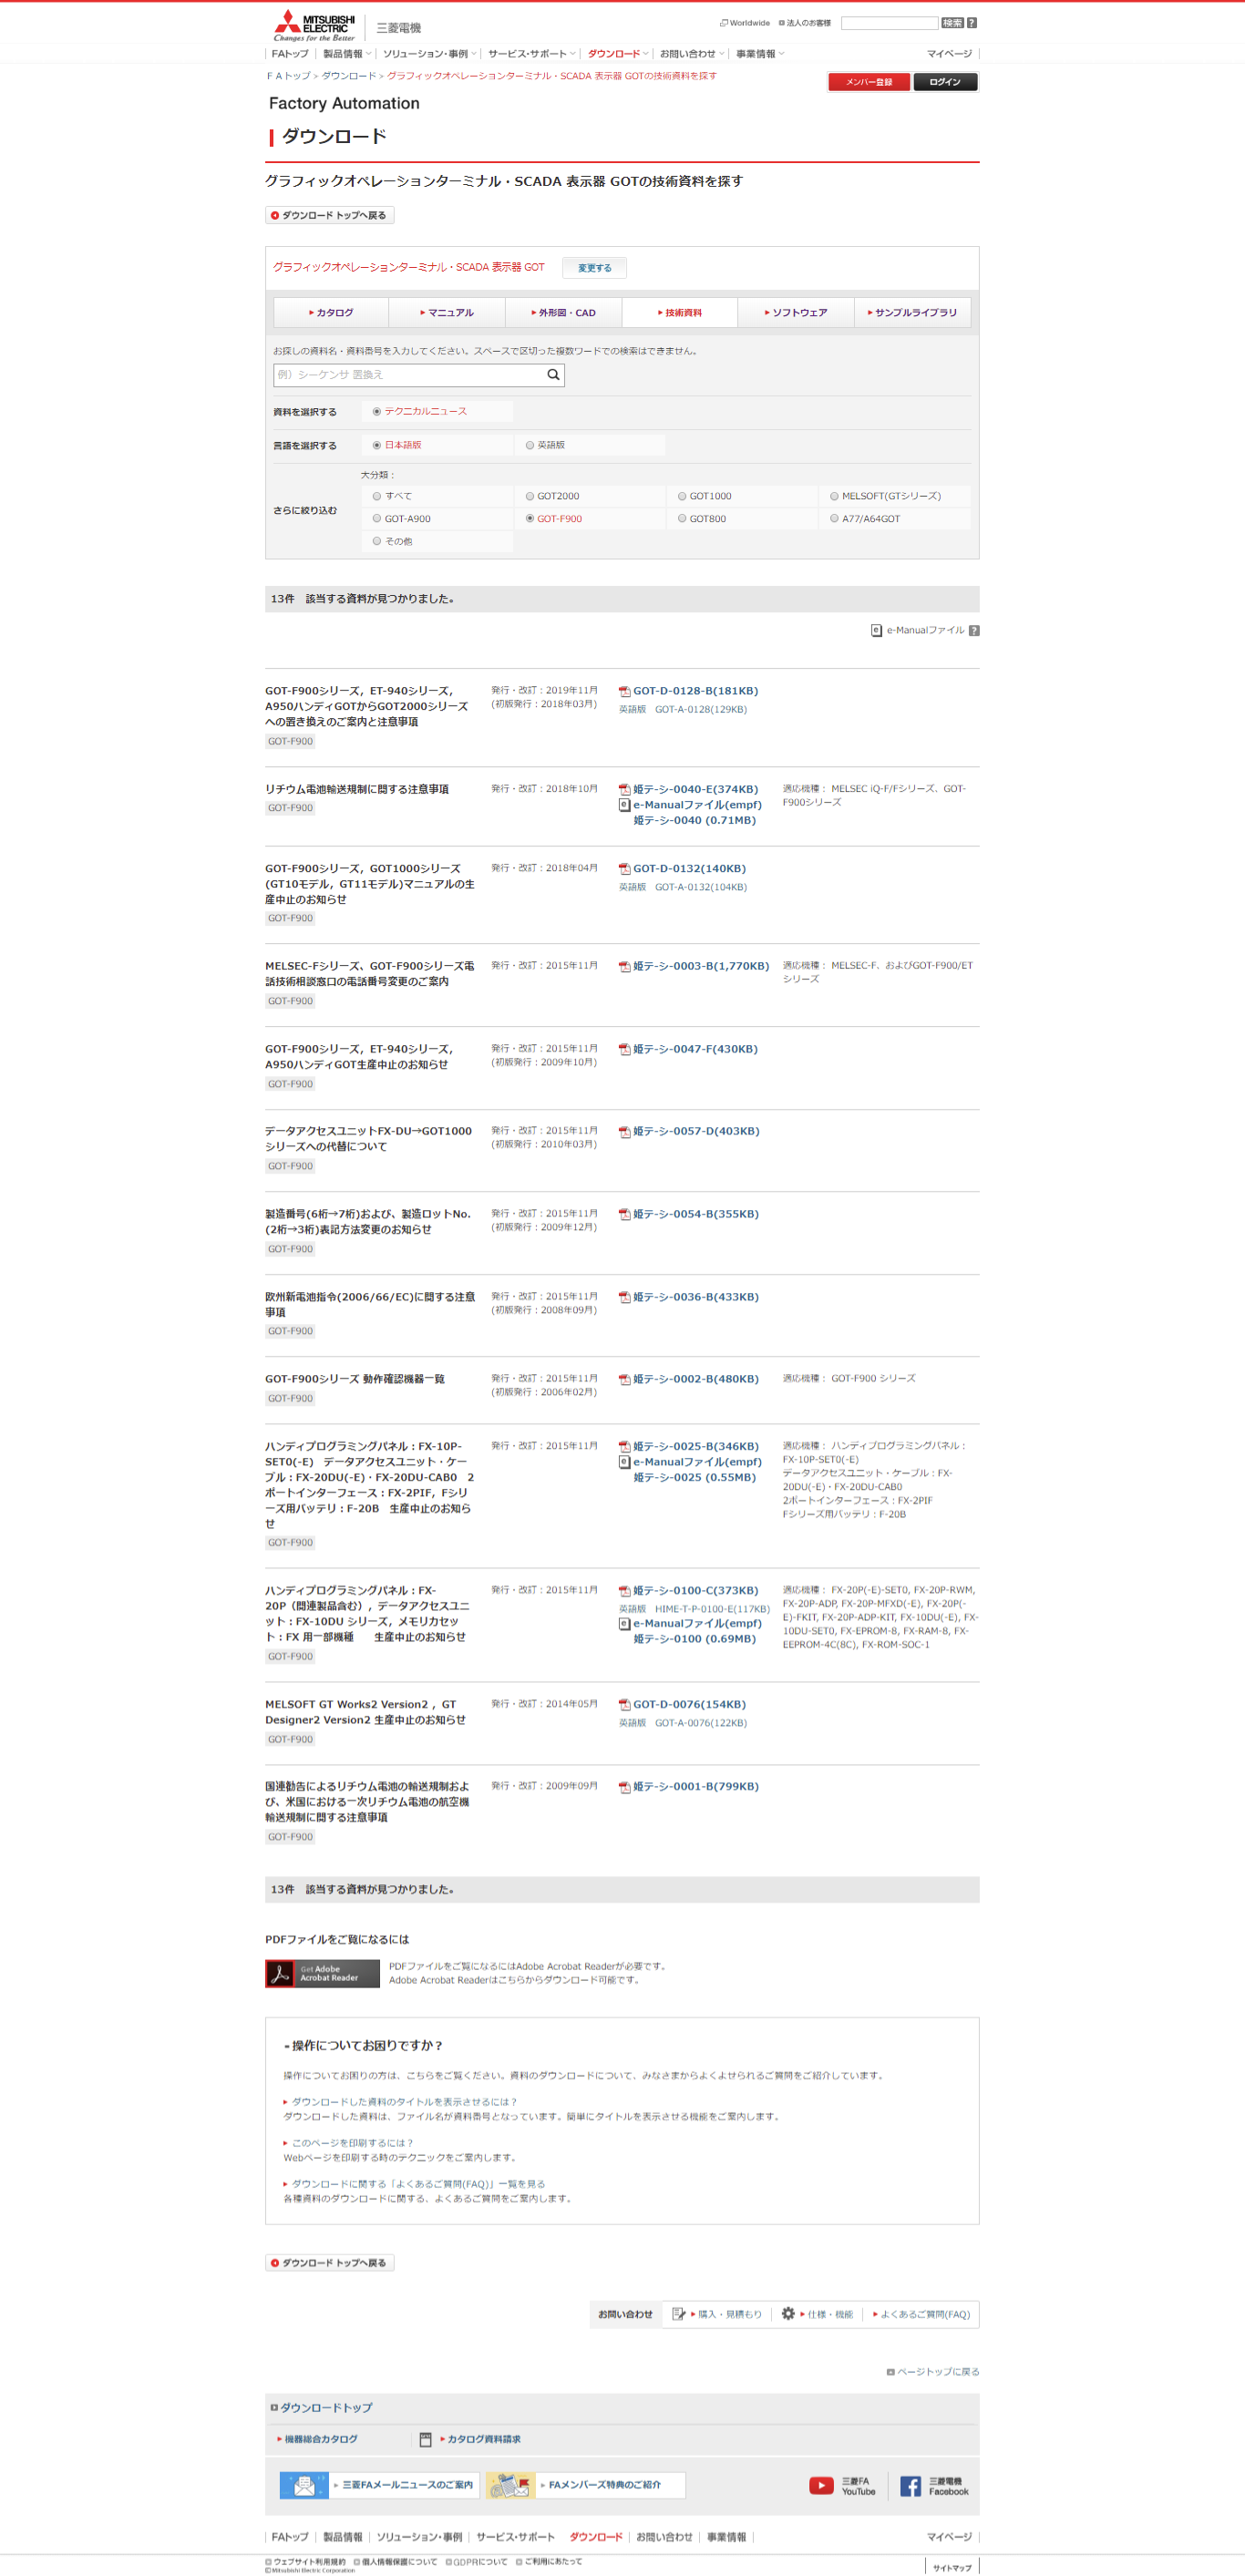 MITSUBISHI ELECTRIC
Changes for the Better
三菱電機
Worldwide 法人のお客様 検索 ?
FAトップ 製品情報 ソリューション・事例 サービス・サポート ダウンロード お問い合わせ 事業情報 マイページ
ＦＡトップ > ダウンロード > グラフィックオペレーションターミナル・SCADA 表示器 GOTの技術資料を探す
メンバー登録 ログイン
Factory Automation
ダウンロード
グラフィックオペレーションターミナル・SCADA 表示器 GOTの技術資料を探す
ダウンロード トップへ戻る
グラフィックオペレーションターミナル・SCADA 表示器 GOT 変更する
カタログ マニュアル 外形図・CAD 技術資料 ソフトウェア サンプルライブラリ
お探しの資料名・資料番号を入力してください。スペースで区切った複数ワードでの検索はできません。
例）シーケンサ 置換え
資料を選択する テクニカルニュース
言語を選択する 日本語版 英語版
大分類：
さらに絞り込む
すべて GOT2000 GOT1000 MELSOFT(GTシリーズ)
GOT-A900 GOT-F900 GOT800 A77/A64GOT
その他
13件　該当する資料が見つかりました。
e-Manualファイル ?
GOT-F900シリーズ，ET-940シリーズ，
A950ハンディGOTからGOT2000シリーズ
への置き換えのご案内と注意事項
GOT-F900
発行・改訂：2019年11月
(初版発行：2018年03月)
GOT-D-0128-B(181KB)
英語版　GOT-A-0128(129KB)
リチウム電池輸送規制に関する注意事項
GOT-F900
発行・改訂：2018年10月
姫テ-シ-0040-E(374KB)
e-Manualファイル(empf)
姫テ-シ-0040 (0.71MB)
適応機種： MELSEC iQ-F/Fシリーズ、GOT-
F900シリーズ
GOT-F900シリーズ，GOT1000シリーズ
(GT10モデル，GT11モデル)マニュアルの生
産中止のお知らせ
GOT-F900
発行・改訂：2018年04月
GOT-D-0132(140KB)
英語版　GOT-A-0132(104KB)
MELSEC-Fシリーズ、GOT-F900シリーズ電
話技術相談窓口の電話番号変更のご案内
GOT-F900
発行・改訂：2015年11月
姫テ-シ-0003-B(1,770KB)
適応機種： MELSEC-F、およびGOT-F900/ET
シリーズ
GOT-F900シリーズ，ET-940シリーズ，
A950ハンディGOT生産中止のお知らせ
GOT-F900
発行・改訂：2015年11月
(初版発行：2009年10月)
姫テ-シ-0047-F(430KB)
データアクセスユニットFX-DU→GOT1000
シリーズへの代替について
GOT-F900
発行・改訂：2015年11月
(初版発行：2010年03月)
姫テ-シ-0057-D(403KB)
製造番号(6桁→7桁)および、製造ロットNo.
(2桁→3桁)表記方法変更のお知らせ
GOT-F900
発行・改訂：2015年11月
(初版発行：2009年12月)
姫テ-シ-0054-B(355KB)
欧州新電池指令(2006/66/EC)に関する注意
事項
GOT-F900
発行・改訂：2015年11月
(初版発行：2008年09月)
姫テ-シ-0036-B(433KB)
GOT-F900シリーズ 動作確認機器一覧
GOT-F900
発行・改訂：2015年11月
(初版発行：2006年02月)
姫テ-シ-0002-B(480KB)
適応機種： GOT-F900 シリーズ
ハンディプログラミングパネル：FX-10P-
SET0(-E)　データアクセスユニット・ケー
ブル：FX-20DU(-E)・FX-20DU-CAB0　2
ポートインターフェース：FX-2PIF，Fシリ
ーズ用バッテリ：F-20B　生産中止のお知ら
せ
GOT-F900
発行・改訂：2015年11月
姫テ-シ-0025-B(346KB)
e-Manualファイル(empf)
姫テ-シ-0025 (0.55MB)
適応機種： ハンディプログラミングパネル：
FX-10P-SET0(-E)
データアクセスユニット・ケーブル：FX-
20DU(-E)・FX-20DU-CAB0
2ポートインターフェース：FX-2PIF
Fシリーズ用バッテリ：F-20B
ハンディプログラミングパネル：FX-
20P（関連製品含む），データアクセスユニ
ット：FX-10DU シリーズ，メモリカセッ
ト：FX 用一部機種　　生産中止のお知らせ
GOT-F900
発行・改訂：2015年11月
姫テ-シ-0100-C(373KB)
英語版　HIME-T-P-0100-E(117KB)
e-Manualファイル(empf)
姫テ-シ-0100 (0.69MB)
適応機種： FX-20P(-E)-SET0, FX-20P-RWM,
FX-20P-ADP, FX-20P-MFXD(-E), FX-20P(-
E)-FKIT, FX-20P-ADP-KIT, FX-10DU(-E), FX-
10DU-SET0, FX-EPROM-8, FX-RAM-8, FX-
EEPROM-4C(8C), FX-ROM-SOC-1
MELSOFT GT Works2 Version2 ，GT
Designer2 Version2 生産中止のお知らせ
GOT-F900
発行・改訂：2014年05月
GOT-D-0076(154KB)
英語版　GOT-A-0076(122KB)
国連勧告によるリチウム電池の輸送規制およ
び、米国における一次リチウム電池の航空機
輸送規制に関する注意事項
GOT-F900
発行・改訂：2009年09月
姫テ-シ-0001-B(799KB)
13件　該当する資料が見つかりました。
PDFファイルをご覧になるには
Get Adobe
Acrobat Reader
PDFファイルをご覧になるにはAdobe Acrobat Readerが必要です。
Adobe Acrobat Readerはこちらからダウンロード可能です。
操作についてお困りですか？
操作についてお困りの方は、こちらをご覧ください。資料のダウンロードについて、みなさまからよくよせられるご質問をご紹介しています。
ダウンロードした資料のタイトルを表示させるには？
ダウンロードした資料は、ファイル名が資料番号となっています。簡単にタイトルを表示させる機能をご案内します。
このページを印刷するには？
Webページを印刷する時のテクニックをご案内します。
ダウンロードに関する「よくあるご質問(FAQ)」一覧を見る
各種資料のダウンロードに関する、よくあるご質問をご案内します。
ダウンロード トップへ戻る
お問い合わせ 購入・見積もり 仕様・機能 よくあるご質問(FAQ)
ページトップに戻る
ダウンロードトップ
機器総合カタログ カタログ資料請求
三菱FAメールニュースのご案内 FAメンバーズ特典のご紹介 三菱FA YouTube 三菱電機 Facebook
FAトップ 製品情報 ソリューション・事例 サービス・サポート ダウンロード お問い合わせ 事業情報 マイページ
ウェブサイト利用規約 個人情報保護について GDPRについて ご利用にあたって
©Mitsubishi Electric Corporation
サイトマップ